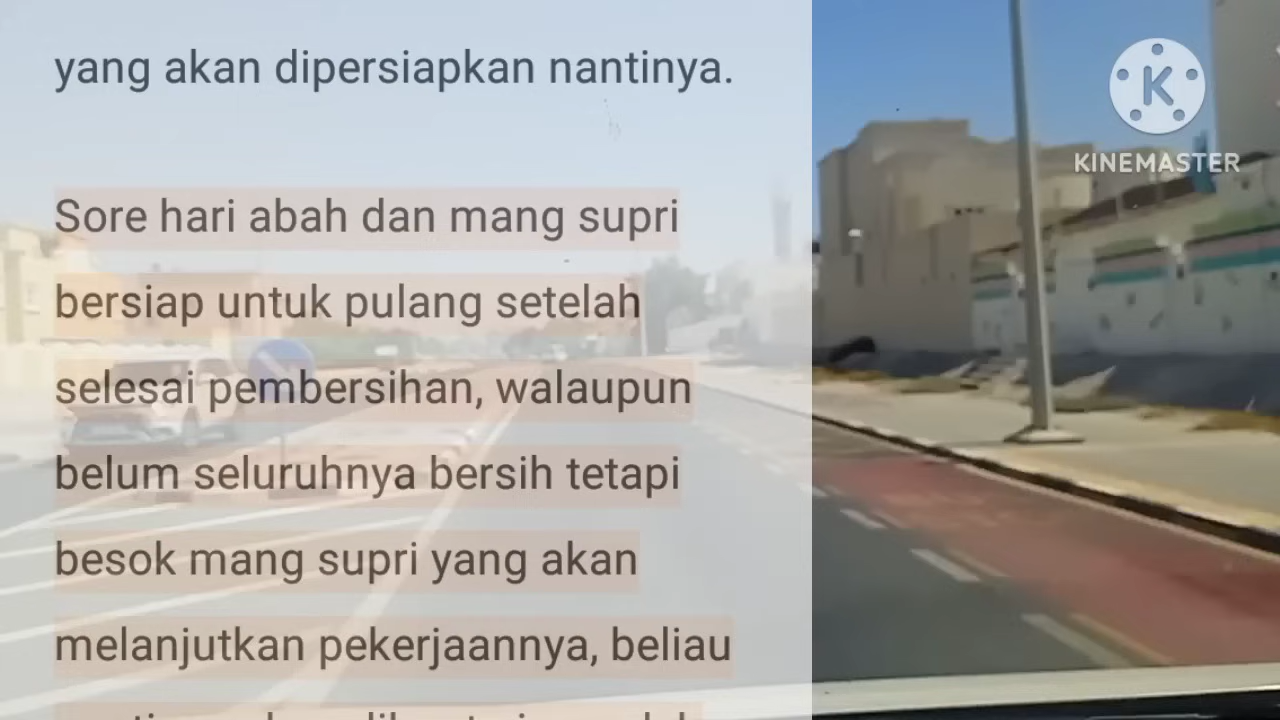 yang akan dipersiapkan nantinya.
Sore hari abah dan mang supri
bersiap untuk pulang setelah
selesai pembersihan, walaupun
belum seluruhnya bersih tetapi
besok mang supri yang akan
melanjutkan pekerjaannya, beliau
K
KINEMASTER